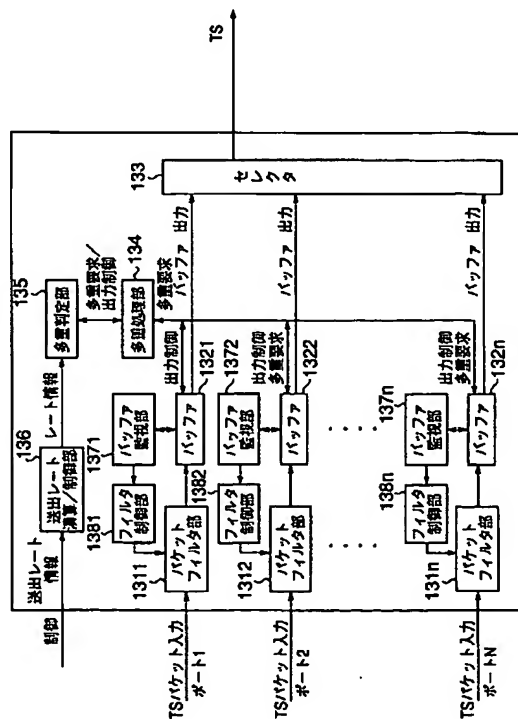 制御
送出レート
情報
136
送出レート
演算/制御部
レート情報
135
多重判定部
多重要求/
出力制御
134
多重処理部
多重要求
出力制御
133
セレクタ
TS
TSパケット入力
ポート1
1311
パケット
フィルタ部
1381
フィルタ
制御部
1371
バッファ
監視部
1321
バッファ
バッファ 出力
TSパケット入力
ポート2
1312
パケット
フィルタ部
1382
フィルタ
制御部
1372
バッファ
監視部
1322
バッファ
出力制御
多重要求
バッファ 出力
TSパケット入力
ポートN
131n
パケット
フィルタ部
138n
フィルタ
制御部
137n
バッファ
監視部
132n
バッファ
出力制御
多重要求
バッファ 出力